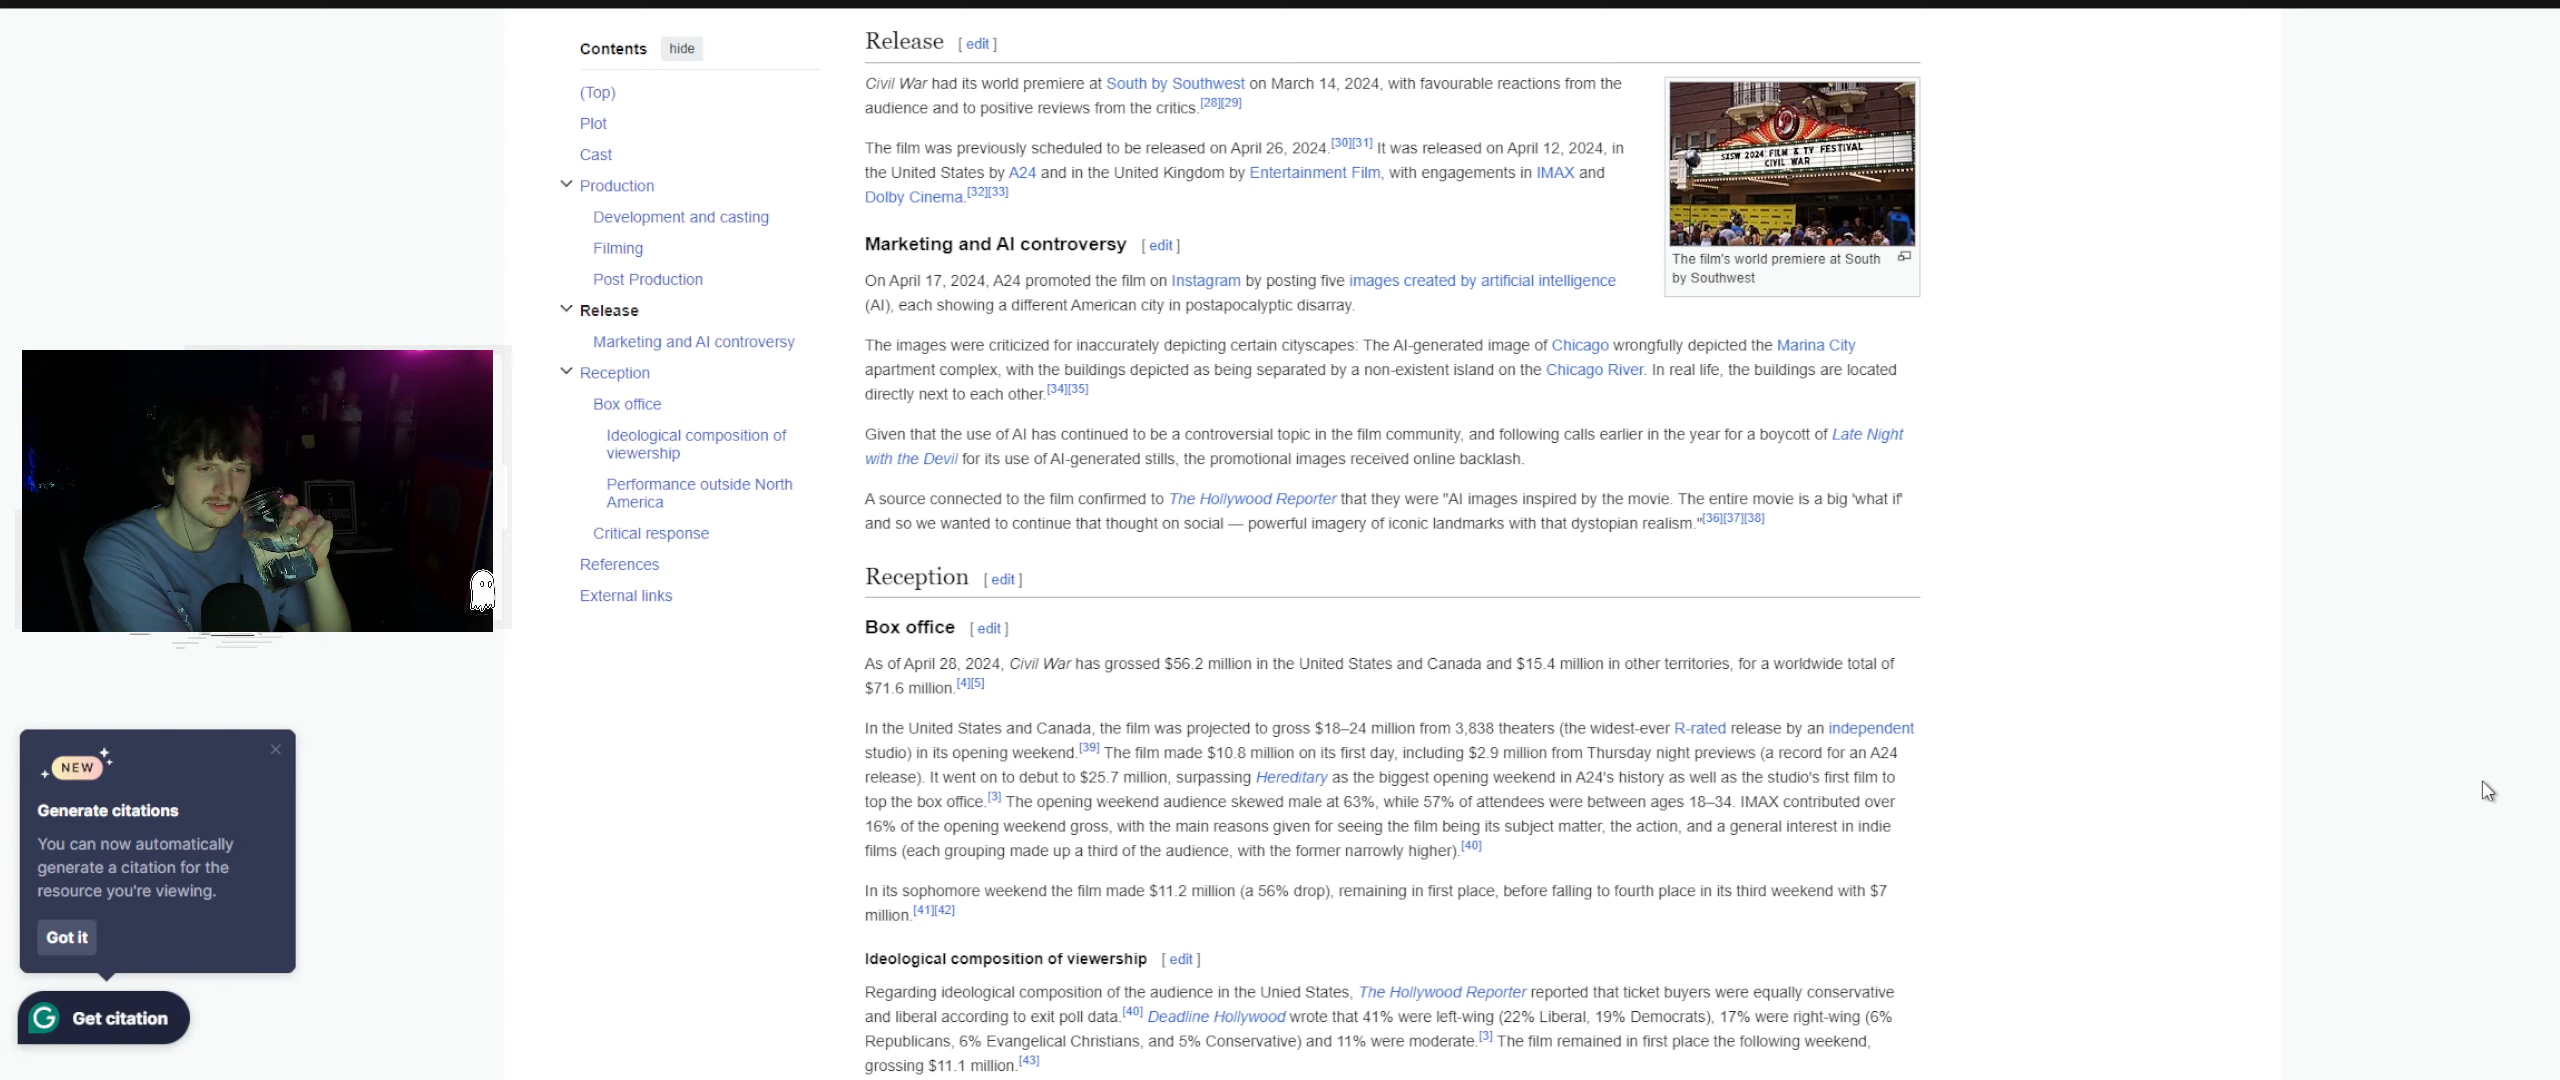 Contents hide
(Top)
Plot
Cast
Production
Development and casting
Filming
Post Production
Release
Marketing and AI controversy
Reception
Box office
Ideological composition of
viewership
Performance outside North
America
Critical response
References
External links
Release [ edit ]
Civil War had its world premiere at South by Southwest on March 14, 2024, with favourable reactions from the
audience and to positive reviews from the critics.[28][29]
The film was previously scheduled to be released on April 26, 2024.[30][31] It was released on April 12, 2024, in
the United States by A24 and in the United Kingdom by Entertainment Film, with engagements in IMAX and
Dolby Cinema.[32][33]
SXSW 2024 FILM & TV FESTIVAL
CIVIL WAR
The film's world premiere at South
by Southwest
Marketing and AI controversy [ edit ]
On April 17, 2024, A24 promoted the film on Instagram by posting five images created by artificial intelligence
(AI), each showing a different American city in postapocalyptic disarray.
The images were criticized for inaccurately depicting certain cityscapes: The AI-generated image of Chicago wrongfully depicted the Marina City
apartment complex, with the buildings depicted as being separated by a non-existent island on the Chicago River. In real life, the buildings are located
directly next to each other.[34][35]
Given that the use of AI has continued to be a controversial topic in the film community, and following calls earlier in the year for a boycott of Late Night
with the Devil for its use of AI-generated stills, the promotional images received online backlash.
A source connected to the film confirmed to The Hollywood Reporter that they were "AI images inspired by the movie. The entire movie is a big 'what if'
and so we wanted to continue that thought on social — powerful imagery of iconic landmarks with that dystopian realism."[36][37][38]
Reception [ edit ]
Box office [ edit ]
As of April 28, 2024, Civil War has grossed $56.2 million in the United States and Canada and $15.4 million in other territories, for a worldwide total of
$71.6 million.[4][5]
In the United States and Canada, the film was projected to gross $18–24 million from 3,838 theaters (the widest-ever R-rated release by an independent
studio) in its opening weekend.[39] The film made $10.8 million on its first day, including $2.9 million from Thursday night previews (a record for an A24
release). It went on to debut to $25.7 million, surpassing Hereditary as the biggest opening weekend in A24's history as well as the studio's first film to
top the box office.[3] The opening weekend audience skewed male at 63%, while 57% of attendees were between ages 18–34. IMAX contributed over
16% of the opening weekend gross, with the main reasons given for seeing the film being its subject matter, the action, and a general interest in indie
films (each grouping made up a third of the audience, with the former narrowly higher).[40]
In its sophomore weekend the film made $11.2 million (a 56% drop), remaining in first place, before falling to fourth place in its third weekend with $7
million.[41][42]
Ideological composition of viewership [ edit ]
Regarding ideological composition of the audience in the Unied States, The Hollywood Reporter reported that ticket buyers were equally conservative
and liberal according to exit poll data.[40] Deadline Hollywood wrote that 41% were left-wing (22% Liberal, 19% Democrats), 17% were right-wing (6%
Republicans, 6% Evangelical Christians, and 5% Conservative) and 11% were moderate.[3] The film remained in first place the following weekend,
grossing $11.1 million.[43]
NEW
Generate citations
You can now automatically
generate a citation for the
resource you're viewing.
Got it
Get citation